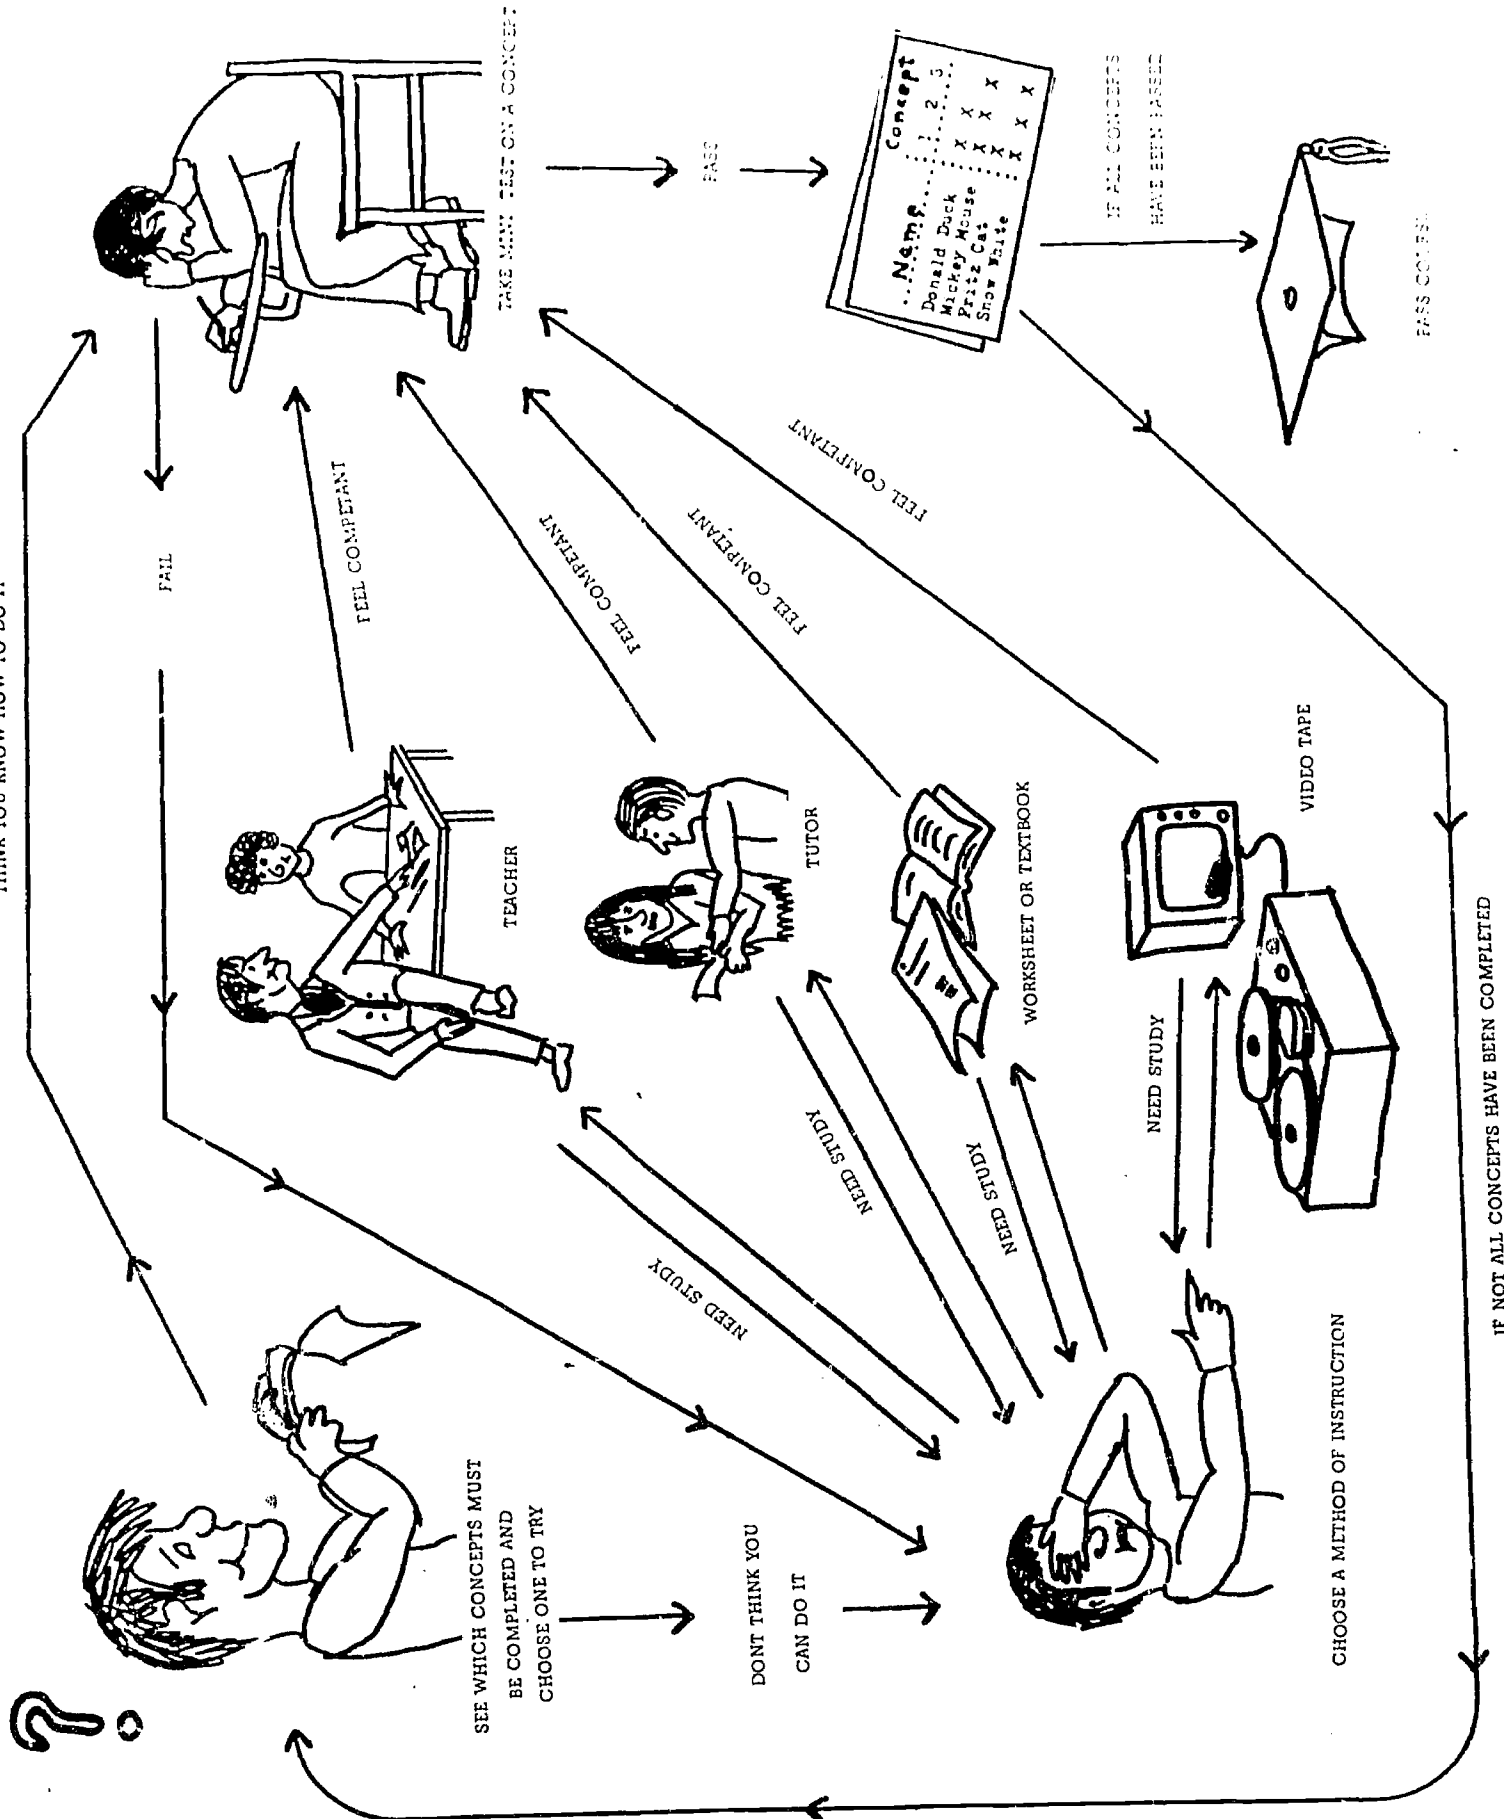 THINK YOU KNOW HOW TO DO IT
?
SEE WHICH CONCEPTS MUST
BE COMPLETED AND
CHOOSE ONE TO TRY
FAIL
TAKE MINI TEST ON A CONCEPT
FEEL COMPETANT
TEACHER
DONT THINK YOU
CAN DO IT
NEED STUDY
FEEL COMPETANT
TUTOR
PASS
NEED STUDY
FEEL COMPETANT
WORKSHEET OR TEXTBOOK
NEED STUDY
FEEL COMPETANT
Name Concept
1 2 3
Donald Duck : X X
Mickey Mouse : X X X
Fritz Cat : X
Snow White : X X X
CHOOSE A METHOD OF INSTRUCTION
NEED STUDY
VIDEO TAPE
IF ALL CONCEPTS
HAVE BEEN PASSED
PASS COURSE
IF NOT ALL CONCEPTS HAVE BEEN COMPLETED